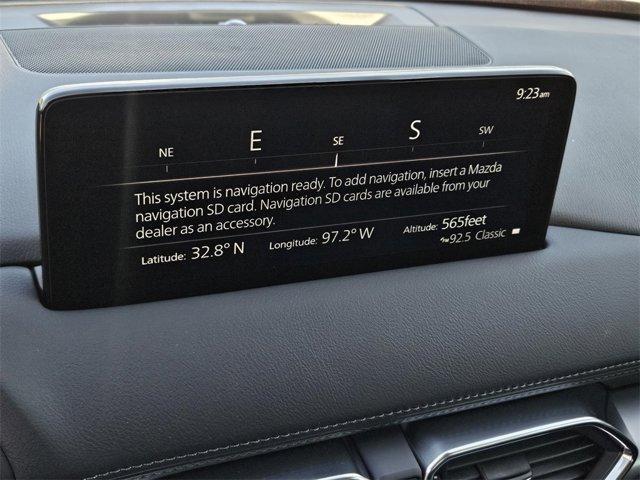 9:23am
NE E SE S SW
This system is navigation ready. To add navigation, insert a Mazda
navigation SD card. Navigation SD cards are available from your
dealer as an accessory.
Latitude: 32.8° N Longitude: 97.2° W Altitude: 565feet
92.5 Classic